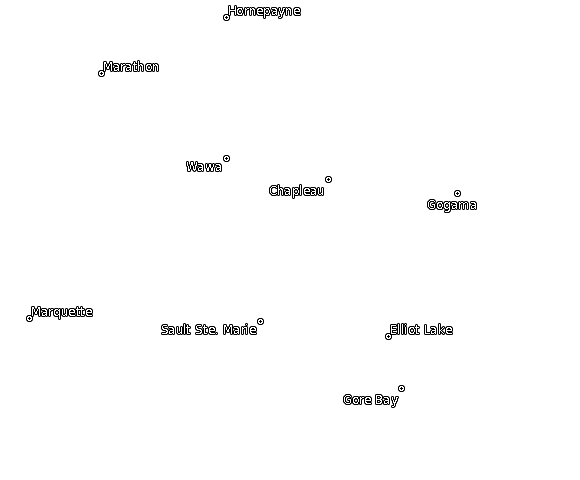 Hornepayne
Marathon
Wawa
Chapleau
Gogama
Marquette
Sault Ste. Marie
Elliot Lake
Gore Bay